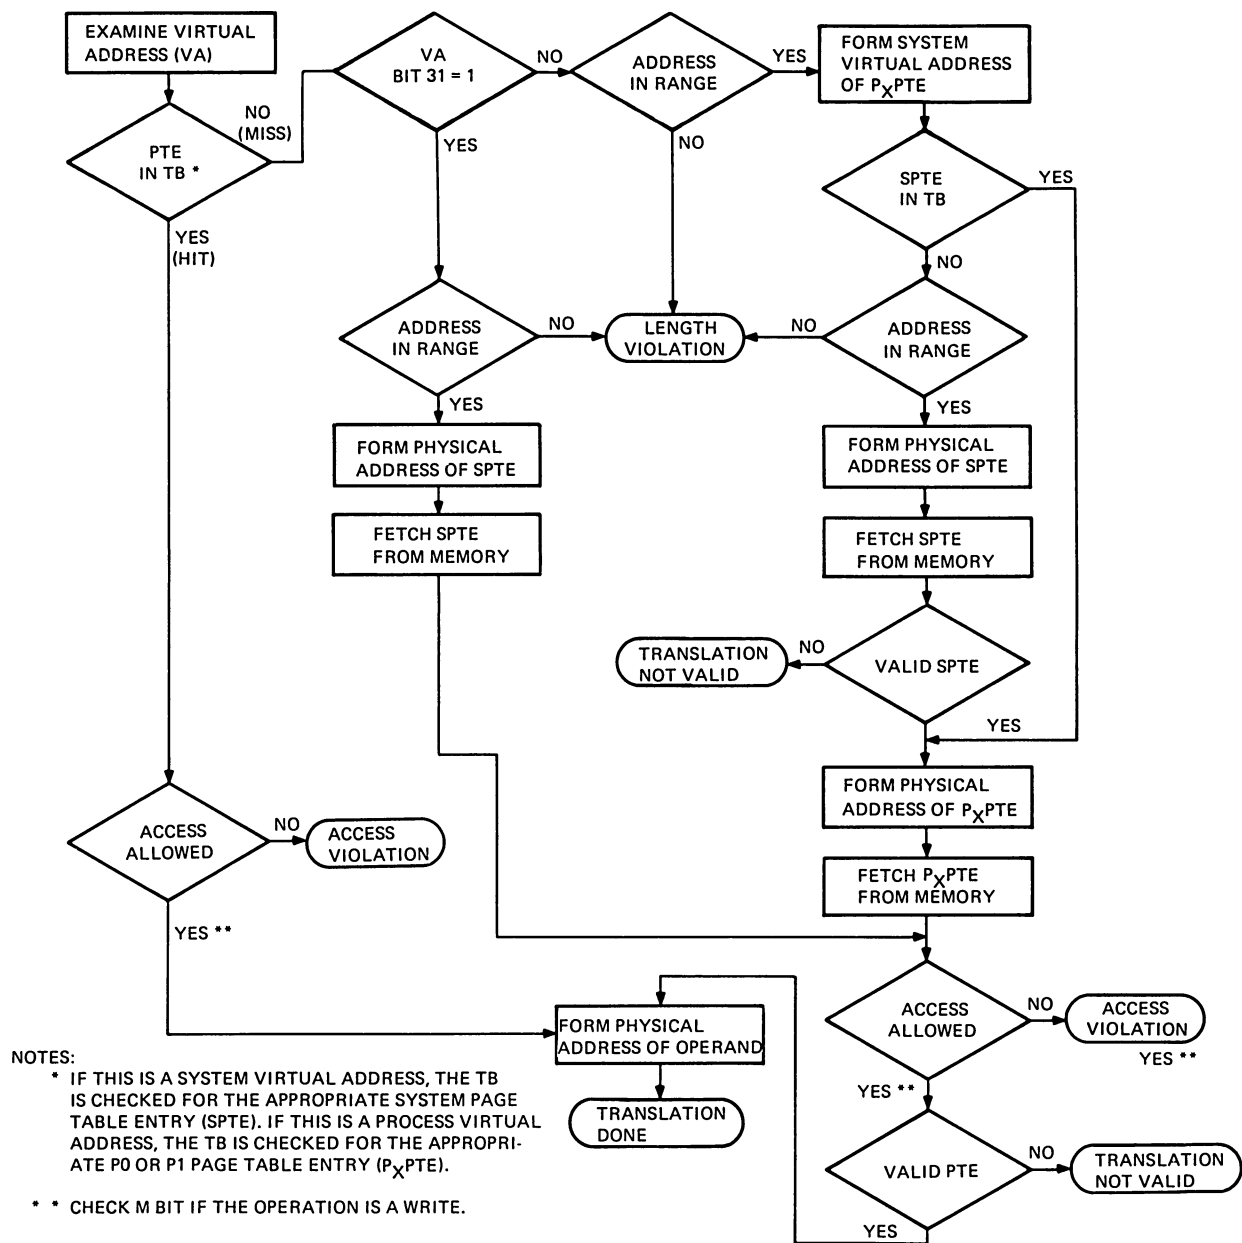 EXAMINE VIRTUAL
ADDRESS (VA)
NO
(MISS)
PTE
IN TB *
YES
(HIT)
VA
BIT 31 = 1
NO
YES
ADDRESS
IN RANGE
YES
NO
FORM SYSTEM
VIRTUAL ADDRESS
OF PXPTE
SPTE
IN TB
YES
NO
ADDRESS
IN RANGE
NO
YES
LENGTH
VIOLATION
NO
ADDRESS
IN RANGE
YES
FORM PHYSICAL
ADDRESS OF SPTE
FETCH SPTE
FROM MEMORY
FORM PHYSICAL
ADDRESS OF SPTE
FETCH SPTE
FROM MEMORY
VALID SPTE
NO
TRANSLATION
NOT VALID
YES
FORM PHYSICAL
ADDRESS OF PXPTE
FETCH PXPTE
FROM MEMORY
ACCESS
ALLOWED
NO
ACCESS
VIOLATION
YES **
ACCESS
ALLOWED
NO
ACCESS
VIOLATION
YES **
YES **
FORM PHYSICAL
ADDRESS OF OPERAND
TRANSLATION
DONE
VALID PTE
NO
TRANSLATION
NOT VALID
YES
NOTES:
* IF THIS IS A SYSTEM VIRTUAL ADDRESS, THE TB
IS CHECKED FOR THE APPROPRIATE SYSTEM PAGE
TABLE ENTRY (SPTE). IF THIS IS A PROCESS VIRTUAL
ADDRESS, THE TB IS CHECKED FOR THE APPROPRI-
ATE P0 OR P1 PAGE TABLE ENTRY (PXPTE).
* * CHECK M BIT IF THE OPERATION IS A WRITE.